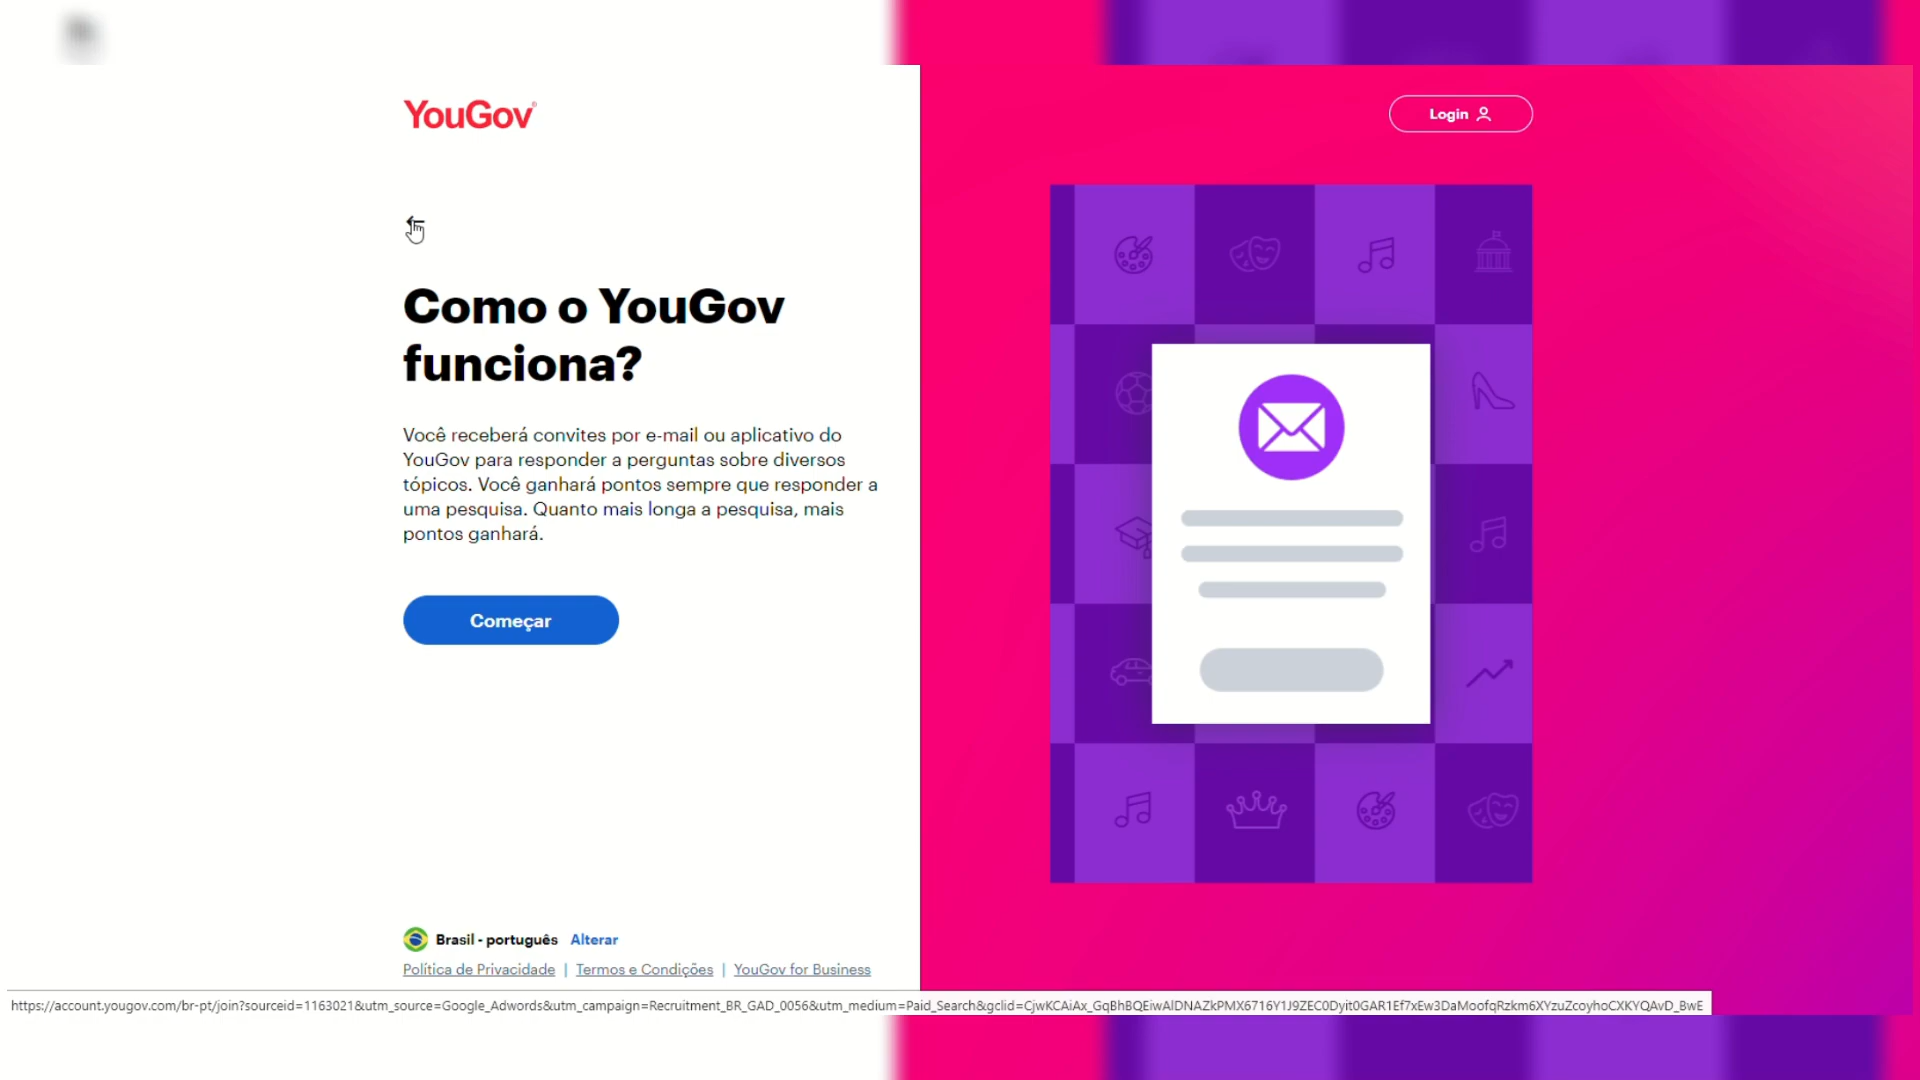 YouGov
Login
Como o YouGov
funciona?
Você receberá convites por e-mail ou aplicativo do
YouGov para responder a perguntas sobre diversos
tópicos. Você ganhará pontos sempre que responder a
uma pesquisa. Quanto mais longa a pesquisa, mais
pontos ganhará.
Começar
Brasil - português Alterar
Política de Privacidade | Termos e Condições | YouGov for Business
https://account.yougov.com/br-pt/join?sourceid=1163021&utm_source=Google_Adwords&utm_campaign=Recruitment_BR_GAD_0056&utm_medium=Paid_Search&gclid=CjwKCAiAx_GqBhBQEiwAlDNAZkPMX6716Y1J9ZEC0Dyit0GAR1Ef7xEw3DaMoofqRzkm6XYzuZcoyhoCXKYQAvD_BwE